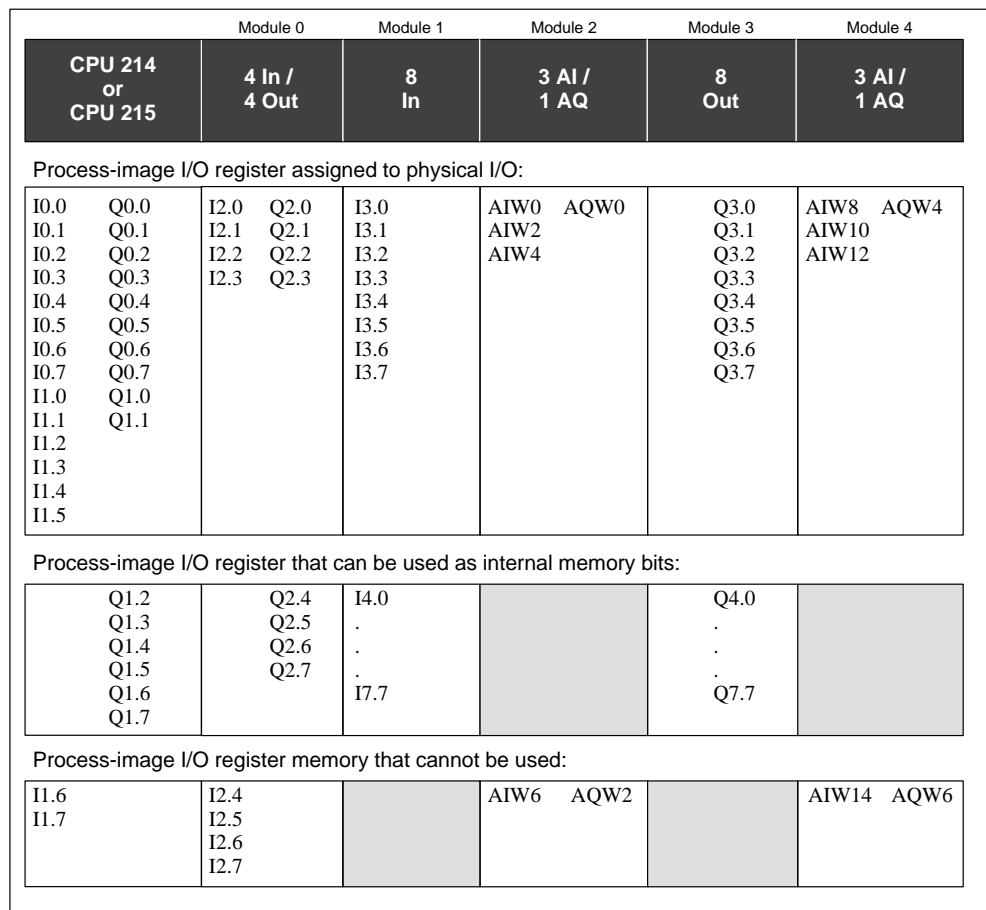 Module 0 Module 1 Module 2 Module 3 Module 4
CPU 214 or CPU 215 4 In / 4 Out 8 In 3 AI / 1 AQ 8 Out 3 AI / 1 AQ
Process-image I/O register assigned to physical I/O:
I0.0 Q0.0 I2.0 Q2.0 I3.0 AIW0 AQW0 Q3.0 AIW8 AQW4
I0.1 Q0.1 I2.1 Q2.1 I3.1 AIW2 Q3.1 AIW10
I0.2 Q0.2 I2.2 Q2.2 I3.2 AIW4 Q3.2 AIW12
I0.3 Q0.3 I2.3 Q2.3 I3.3 Q3.3
I0.4 Q0.4 I3.4 Q3.4
I0.5 Q0.5 I3.5 Q3.5
I0.6 Q0.6 I3.6 Q3.6
I0.7 Q0.7 I3.7 Q3.7
I1.0 Q1.0
I1.1 Q1.1
I1.2
I1.3
I1.4
I1.5
Process-image I/O register that can be used as internal memory bits:
Q1.2 Q2.4 I4.0 Q4.0
Q1.3 Q2.5 . .
Q1.4 Q2.6 . .
Q1.5 Q2.7 . .
Q1.6 I7.7 Q7.7
Q1.7
Process-image I/O register memory that cannot be used:
I1.6 I2.4 AIW6 AQW2 AIW14 AQW6
I1.7 I2.5
I2.6
I2.7